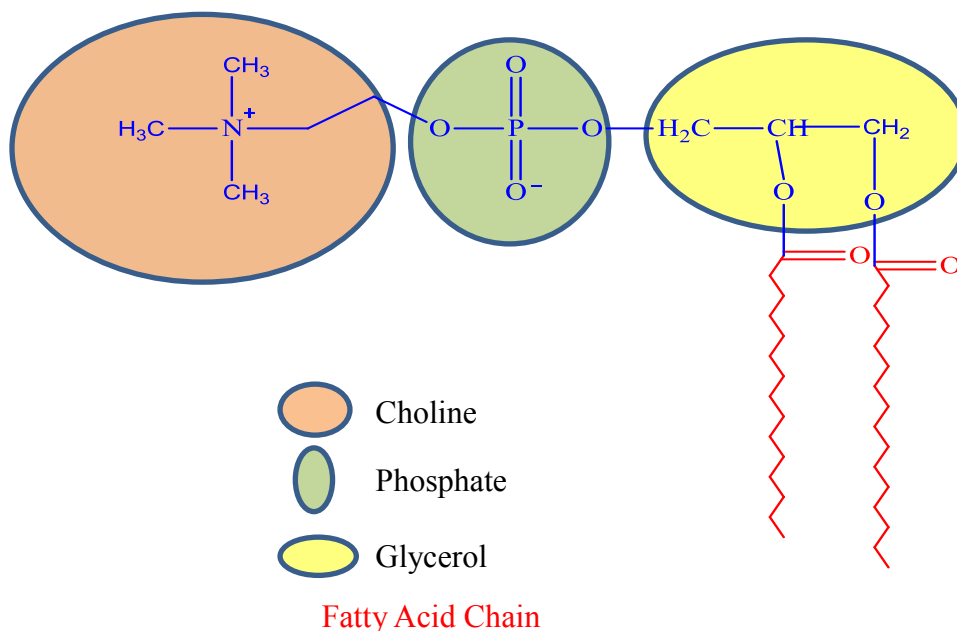 CH₃ O
H₃C N⁺ O P O H₂C CH CH₂
CH₃ O⁻ O O
O O
Choline
Phosphate
Glycerol
Fatty Acid Chain